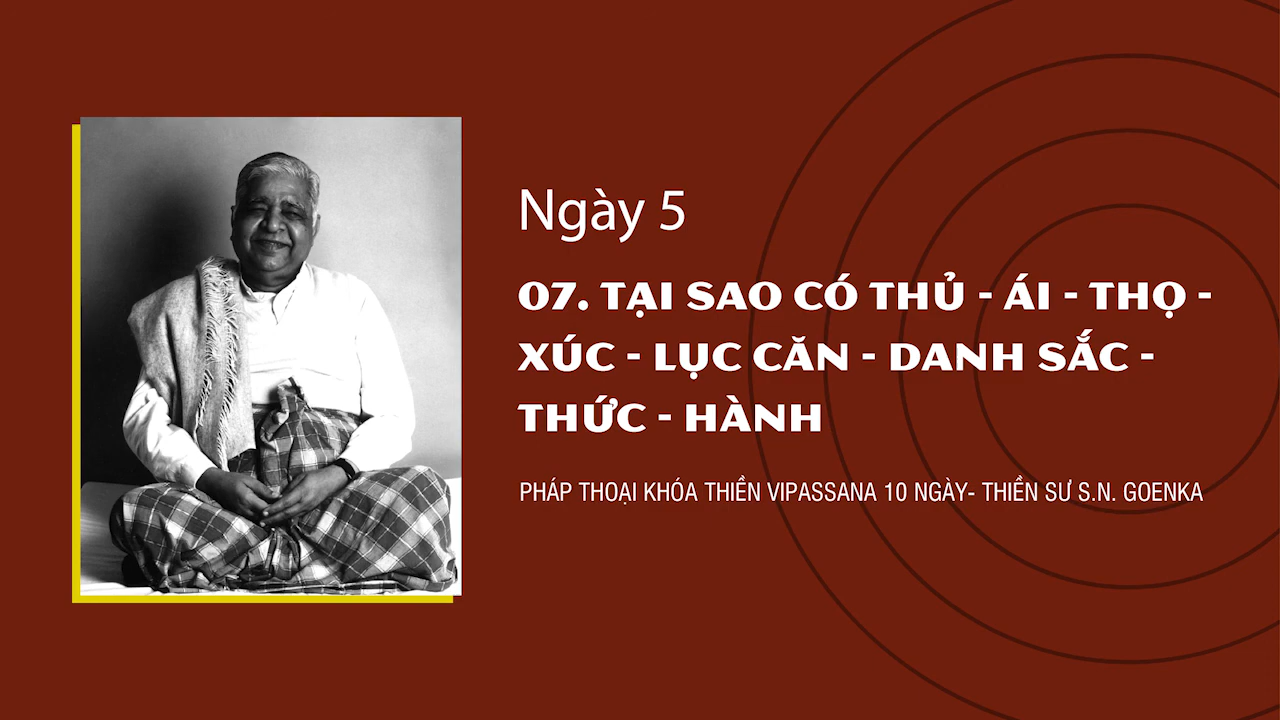 Ngày 5
07. TẠI SAO CÓ THỦ - ÁI - THỌ -
XÚC - LỤC CĂN - DANH SẮC -
THỨC - HÀNH
PHÁP THOẠI KHÓA THIỀN VIPASSANA 10 NGÀY- THIỀN SƯ S.N. GOENKA